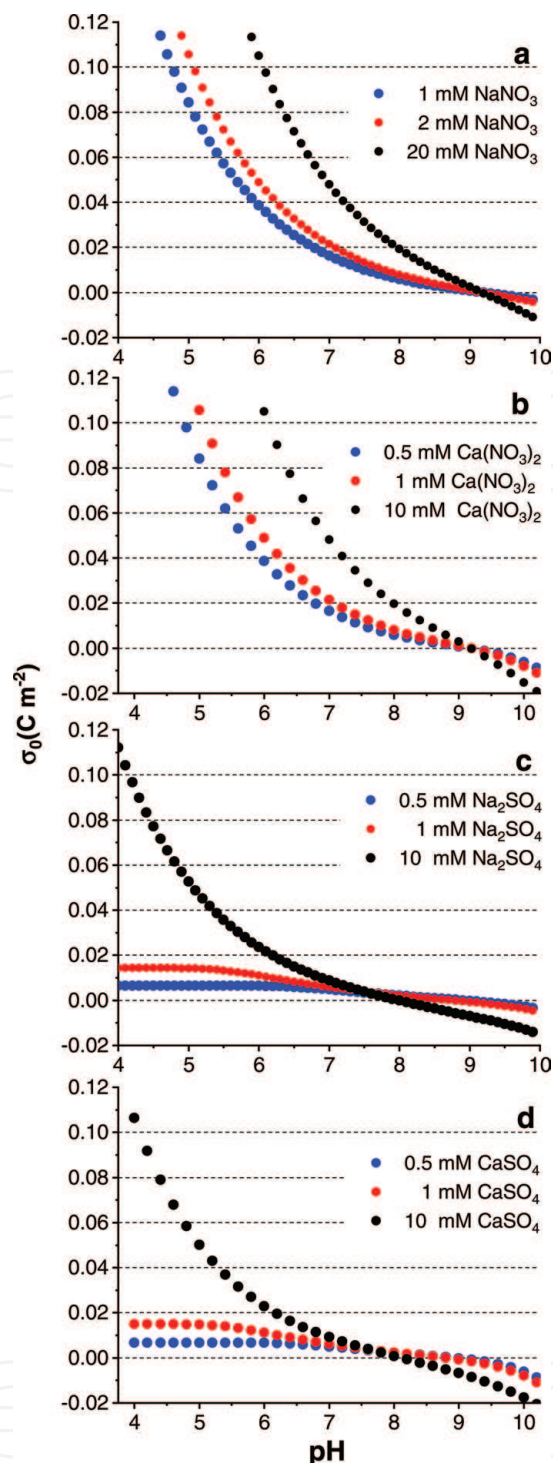 0.12
a
0.10
1 mM NaNO₃
0.08
2 mM NaNO₃
0.06
20 mM NaNO₃
0.04
0.02
0.00
-0.02
4 5 6 7 8 9 10
0.12
b
0.10
0.5 mM Ca(NO₃)₂
0.08
1 mM Ca(NO₃)₂
0.06
10 mM Ca(NO₃)₂
0.04
0.02
0.00
-0.02
5 6 7 8 9 10
σ₀(C m⁻²)
0.12
c
0.10
0.5 mM Na₂SO₄
0.08
1 mM Na₂SO₄
0.06
10 mM Na₂SO₄
0.04
0.02
0.00
-0.02
4 5 6 7 8 9 10
0.12
d
0.10
0.5 mM CaSO₄
0.08
1 mM CaSO₄
0.06
10 mM CaSO₄
0.04
0.02
0.00
-0.02
4 5 6 7 8 9 10
pH